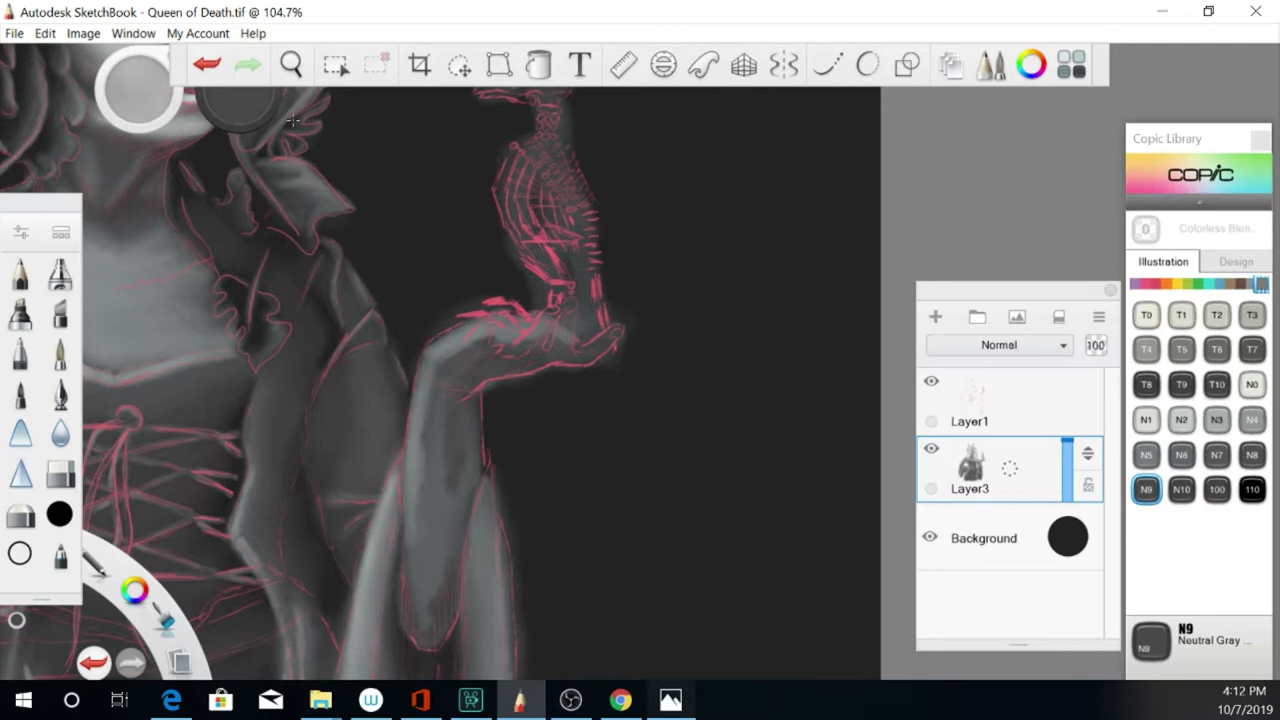 Autodesk SketchBook - Queen of Death.tif @ 104.7%
File Edit Image Window My Account Help
T
Copic Library
COPIC
0 Colorless Blen..
Illustration Design
T0 T1 T2 T3
T4 T5 T6 T7
T8 T9 T10 N0
N1 N2 N3 N4
N5 N6 N7 N8
N9 N10 100 110
Normal 100
Layer1
Layer3
Background
N9
N9
Neutral Gray ...
4:12 PM
10/7/2019